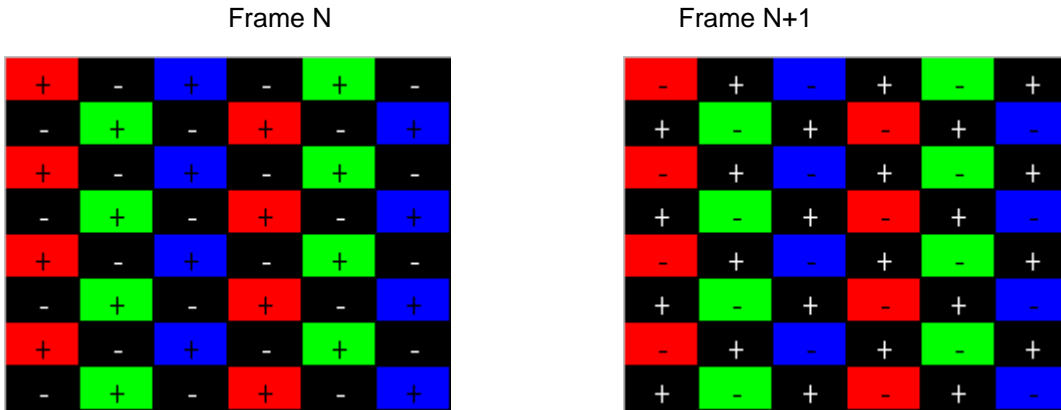 Frame N Frame N+1
+ - + - + - - + - + - +
- + - + - + + - + - + -
+ - + - + - - + - + - +
- + - + - + + - + - + -
+ - + - + - - + - + - +
- + - + - + + - + - + -
+ - + - + - - + - + - +
- + - + - + + - + - + -